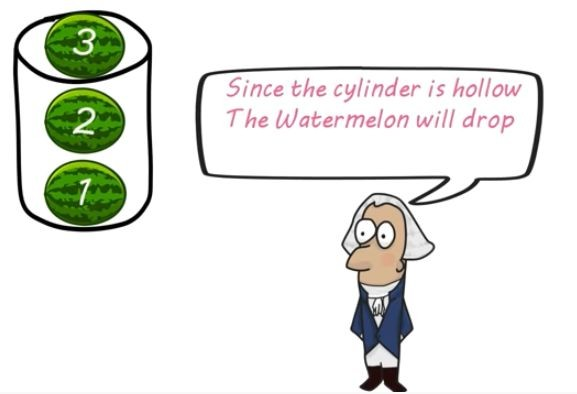 3
2
1
Since the cylinder is hollow
The Watermelon will drop